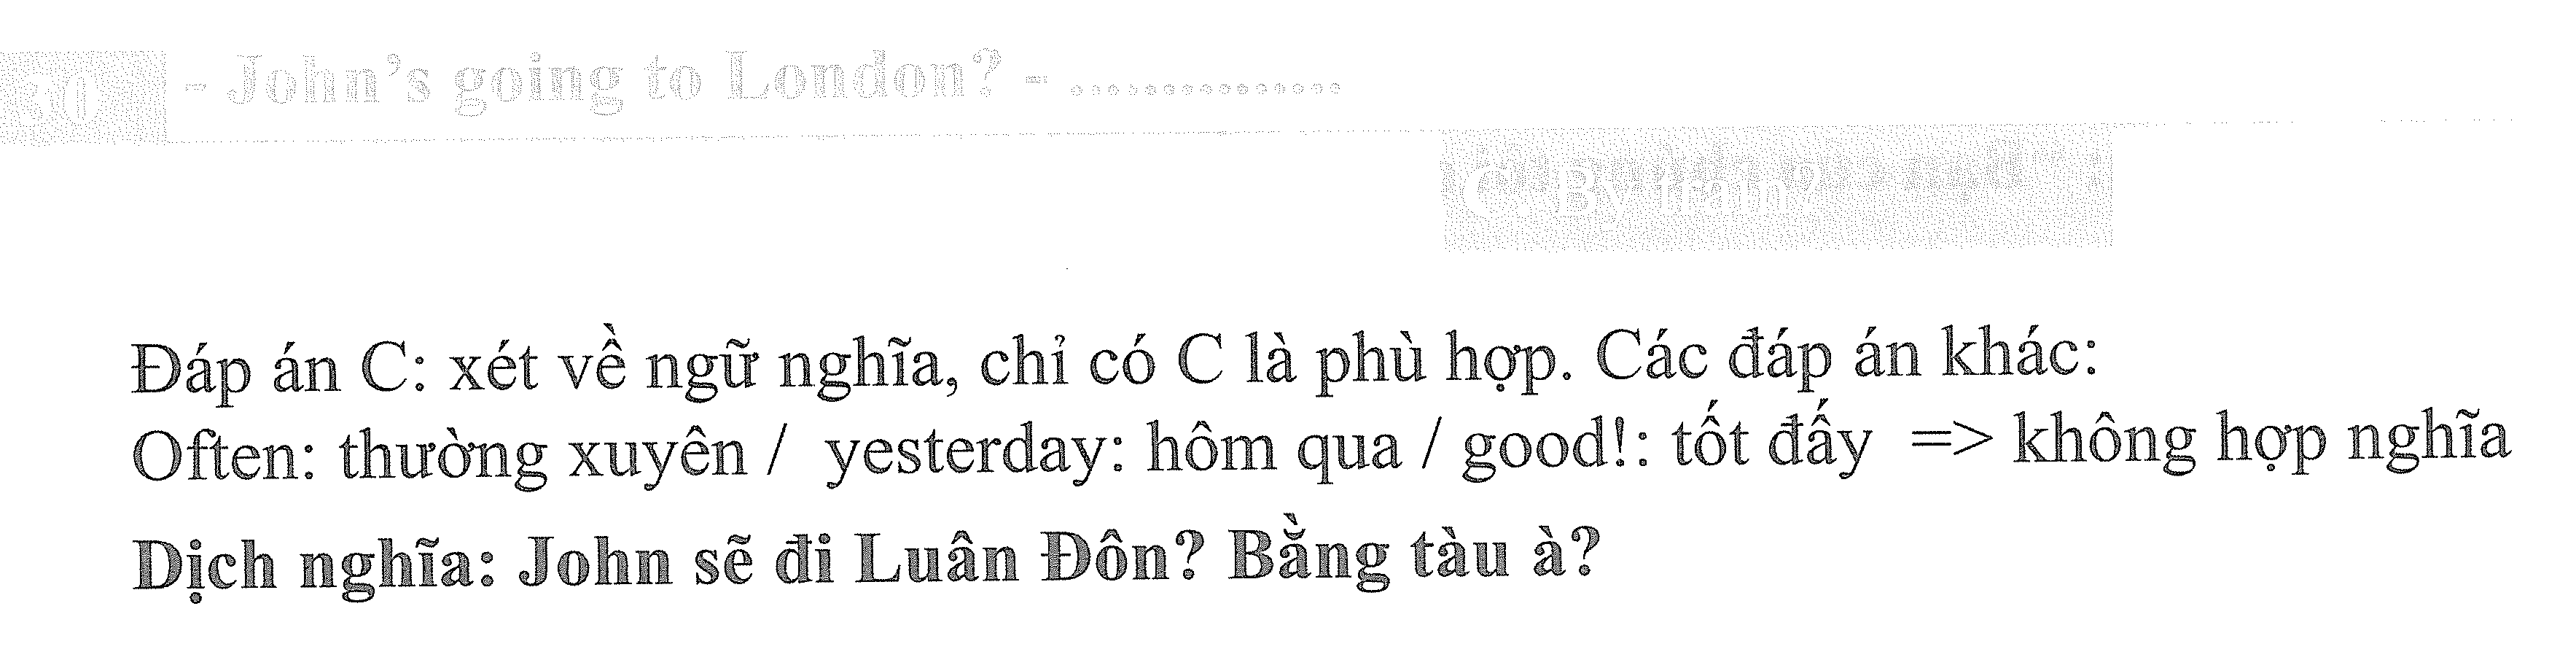 30 - John's going to London? - ...............
C. By train?
Đáp án C: xét về ngữ nghĩa, chỉ có C là phù hợp. Các đáp án khác:
Often: thường xuyên / yesterday: hôm qua / good!: tốt đấy => không hợp nghĩa
Dịch nghĩa: John sẽ đi Luân Đôn? Bằng tàu à?